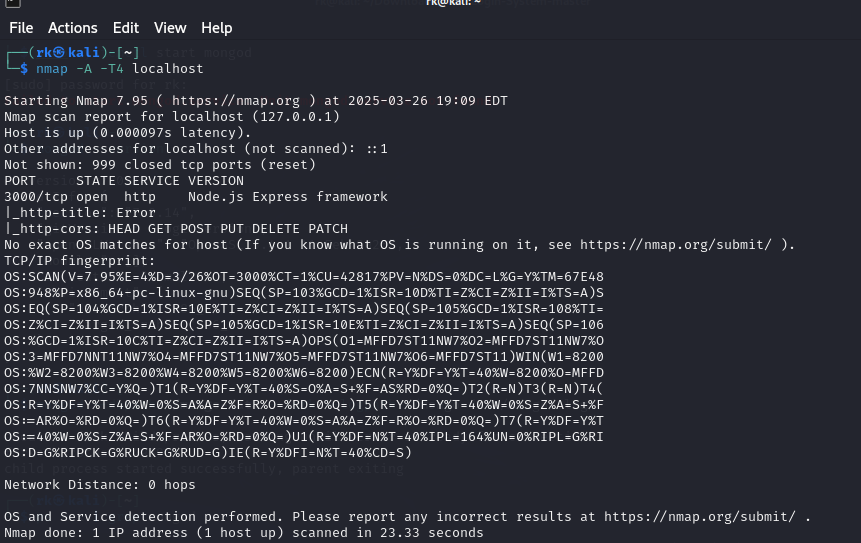 rk@kali: ~
File Actions Edit View Help
┌──(rk㉿kali)-[~]
└─$ nmap -A -T4 localhost
Starting Nmap 7.95 ( https://nmap.org ) at 2025-03-26 19:09 EDT
Nmap scan report for localhost (127.0.0.1)
Host is up (0.000097s latency).
Other addresses for localhost (not scanned): ::1
Not shown: 999 closed tcp ports (reset)
PORT     STATE SERVICE VERSION
3000/tcp open  http    Node.js Express framework
|_http-title: Error
|_http-cors: HEAD GET POST PUT DELETE PATCH
No exact OS matches for host (If you know what OS is running on it, see https://nmap.org/submit/ ).
TCP/IP fingerprint:
OS:SCAN(V=7.95%E=4%D=3/26%OT=3000%CT=1%CU=42817%PV=N%DS=0%DC=L%G=Y%TM=67E48
OS:948%P=x86_64-pc-linux-gnu)SEQ(SP=103%GCD=1%ISR=10D%TI=Z%CI=Z%II=I%TS=A)S
OS:EQ(SP=104%GCD=1%ISR=10E%TI=Z%CI=Z%II=I%TS=A)SEQ(SP=105%GCD=1%ISR=108%TI=
OS:Z%CI=Z%II=I%TS=A)SEQ(SP=105%GCD=1%ISR=10E%TI=Z%CI=Z%II=I%TS=A)SEQ(SP=106
OS:%GCD=1%ISR=10C%TI=Z%CI=Z%II=I%TS=A)OPS(O1=MFFD7ST11NW7%O2=MFFD7ST11NW7%O
OS:3=MFFD7NNT11NW7%O4=MFFD7ST11NW7%O5=MFFD7ST11NW7%O6=MFFD7ST11)WIN(W1=8200
OS:%W2=8200%W3=8200%W4=8200%W5=8200%W6=8200)ECN(R=Y%DF=Y%T=40%W=8200%O=MFFD
OS:7NNSNW7%CC=Y%Q=)T1(R=Y%DF=Y%T=40%S=O%A=S+%F=AS%RD=0%Q=)T2(R=N)T3(R=N)T4(
OS:R=Y%DF=Y%T=40%W=0%S=A%A=Z%F=R%O=%RD=0%Q=)T5(R=Y%DF=Y%T=40%W=0%S=Z%A=S+%F
OS:=AR%O=%RD=0%Q=)T6(R=Y%DF=Y%T=40%W=0%S=A%A=Z%F=R%O=%RD=0%Q=)T7(R=Y%DF=Y%T
OS:=40%W=0%S=Z%A=S+%F=AR%O=%RD=0%Q=)U1(R=Y%DF=N%T=40%IPL=164%UN=0%RIPL=G%RI
OS:D=G%RIPCK=G%RUCK=G%RUD=G)IE(R=Y%DFI=N%T=40%CD=S)
child process started successfully, parent exiting
Network Distance: 0 hops
OS and Service detection performed. Please report any incorrect results at https://nmap.org/submit/ .
Nmap done: 1 IP address (1 host up) scanned in 23.33 seconds